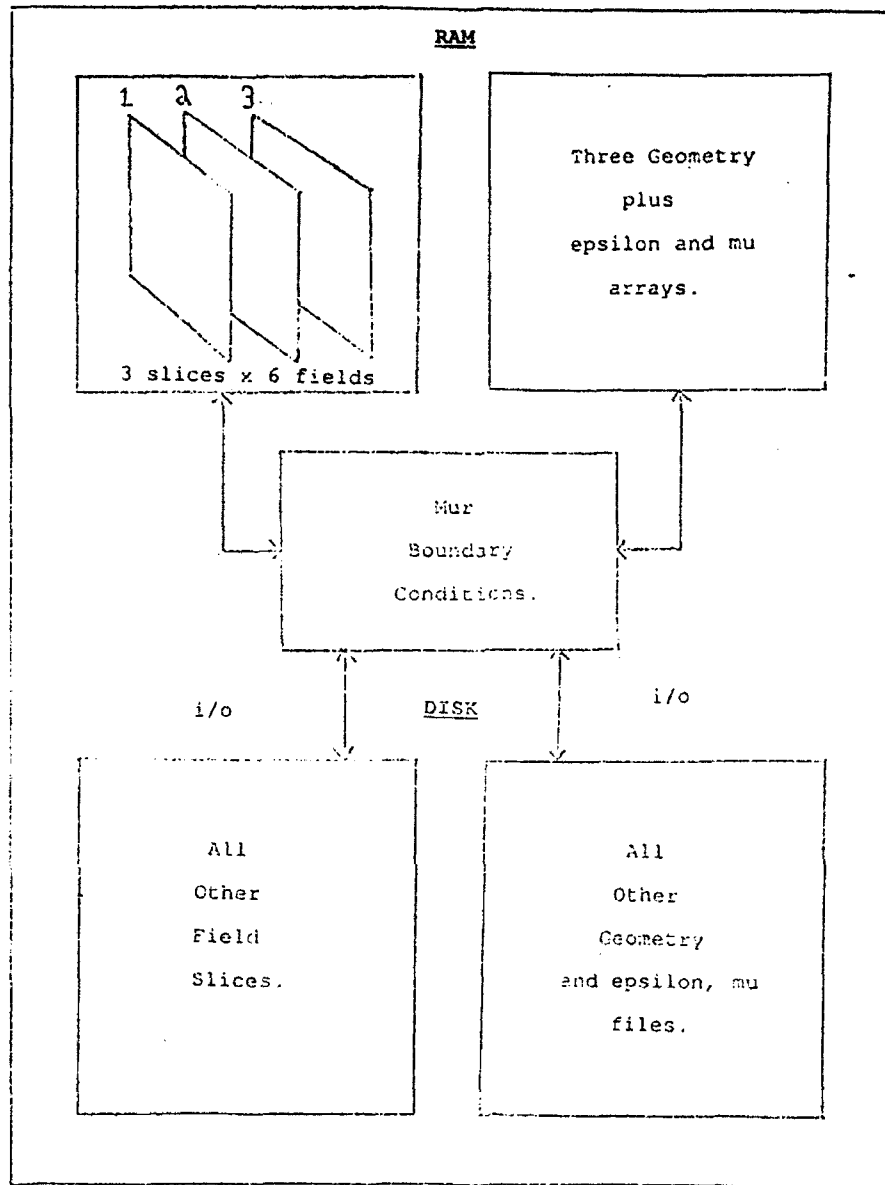 RAM
1 2 3
3 slices x 6 fields
Three Geometry
plus
epsilon and mu
arrays.
Mur
Boundary
Conditions.
i/o
DISK
i/o
All
Other
Field
Slices.
All
Other
Geometry
and epsilon, mu
files.